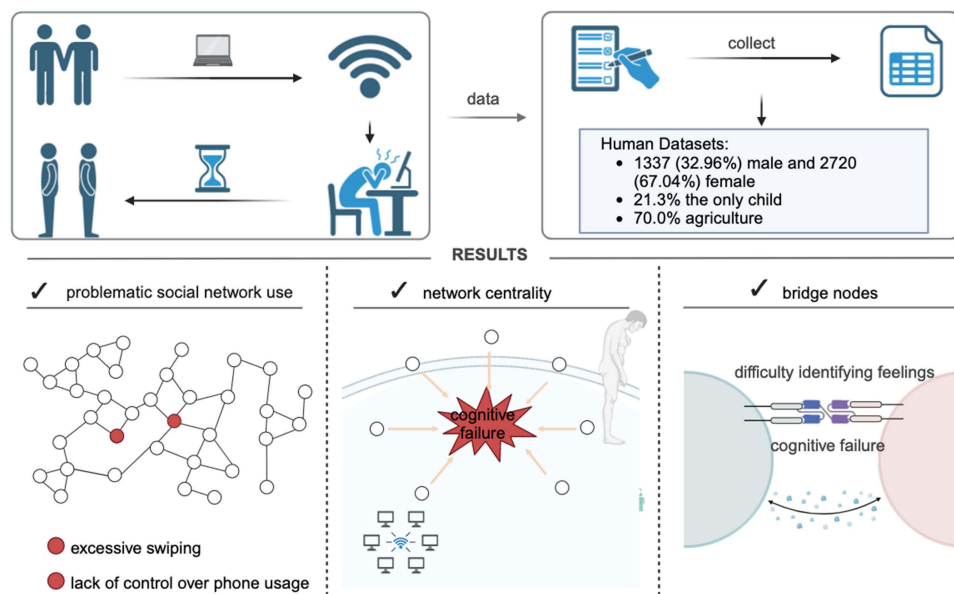 data
collect
Human Datasets:
• 1337 (32.96%) male and 2720
(67.04%) female
• 21.3% the only child
• 70.0% agriculture
RESULTS
✓ problematic social network use
excessive swiping
lack of control over phone usage
✓ network centrality
cognitive
failure
✓ bridge nodes
difficulty identifying feelings
cognitive failure